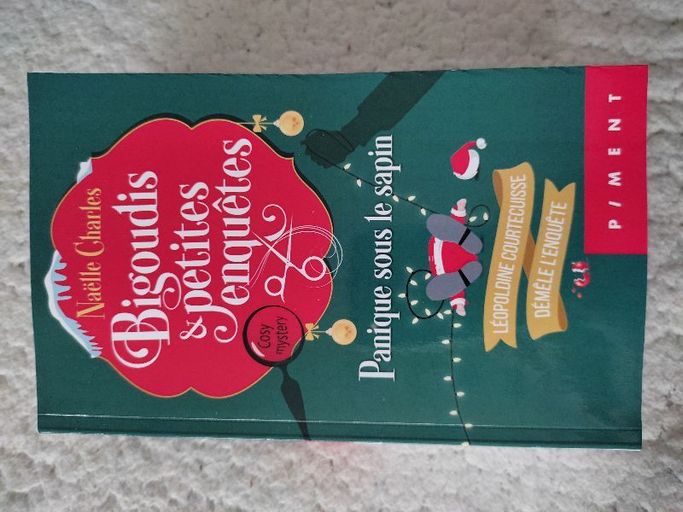 Naëlle Charles
Bigoudis
& petites
enquêtes
Cosy
mystery
Panique sous le sapin
LÉOPOLDINE COURTECUISSE
DÉMÊLE L'ENQUÊTE
PIMENT